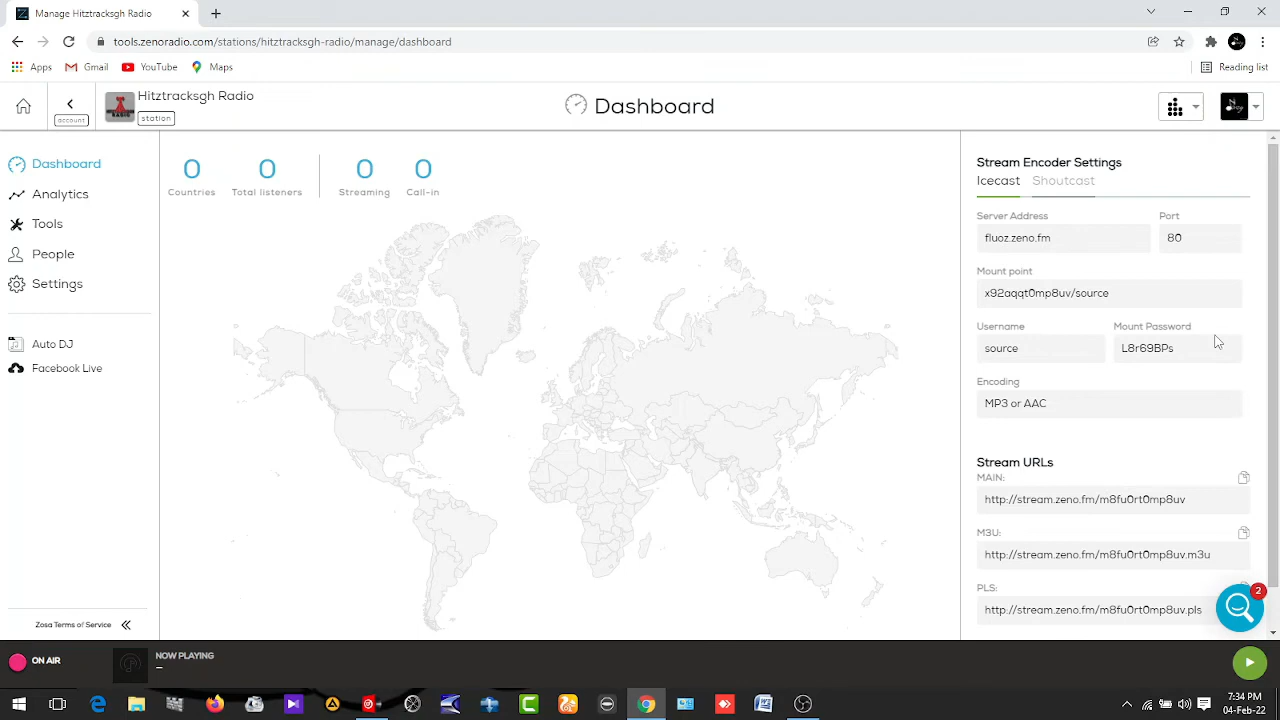 Manage Hitztracksgh Radio
tools.zenoradio.com/stations/hitztracksgh-radio/manage/dashboard
Apps Gmail YouTube Maps Reading list
account
Hitztracksgh Radio
station
Dashboard
Dashboard
Analytics
Tools
People
Settings
Auto DJ
Facebook Live
Zosa Terms of Service
0 0 0 0
Countries Total listeners Streaming Call-in
Stream Encoder Settings
Icecast Shoutcast
Server Address Port
fluoz.zeno.fm 80
Mount point
x92aqqt0mp8uv/source
Username Mount Password
source L8r69BPs
Encoding
MP3 or AAC
Stream URLs
MAIN:
http://stream.zeno.fm/m8fu0rt0mp8uv
M3U:
http://stream.zeno.fm/m8fu0rt0mp8uv.m3u
PLS:
http://stream.zeno.fm/m8fu0rt0mp8uv.pls
2
ON AIR
NOW PLAYING
–
7:34 PM
04-Feb-22